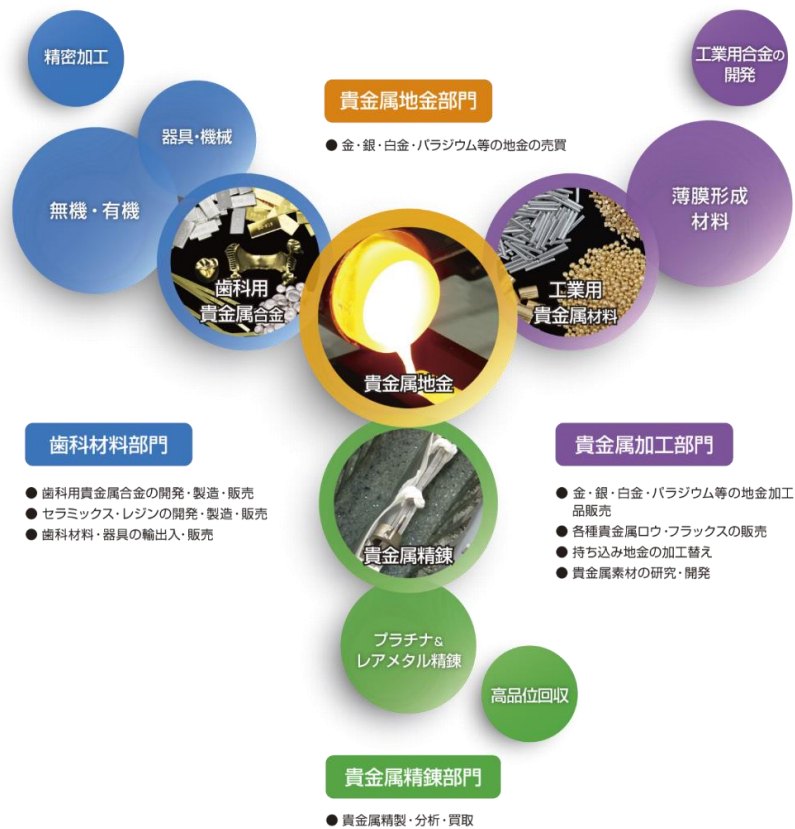 精密加工
器具・機械
無機・有機
歯科用
貴金属合金
貴金属地金部門
● 金・銀・白金・パラジウム等の地金の売買
工業用合金の
開発
薄膜形成
材料
工業用
貴金属材料
貴金属地金
歯科材料部門
● 歯科用貴金属合金の開発・製造・販売
● セラミックス・レジンの開発・製造・販売
● 歯科材料・器具の輸出入・販売
貴金属加工部門
● 金・銀・白金・パラジウム等の地金加工
品販売
● 各種貴金属ロウ・フラックスの販売
● 持ち込み地金の加工替え
● 貴金属素材の研究・開発
貴金属精錬
プラチナ&
レアメタル精錬
高品位回収
貴金属精錬部門
● 貴金属精製・分析・買取